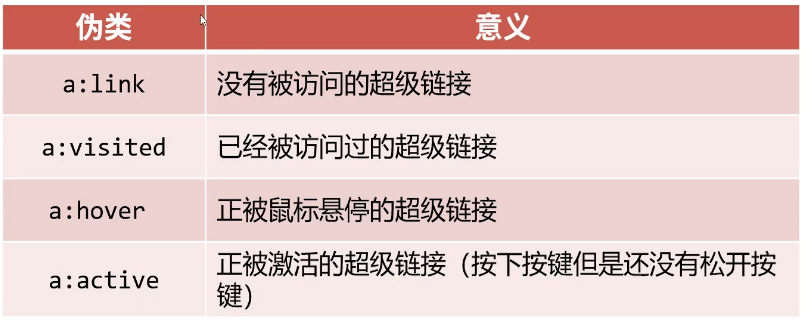 伪类 意义
a:link 没有被访问的超级链接
a:visited 已经被访问过的超级链接
a:hover 正被鼠标悬停的超级链接
a:active 正被激活的超级链接（按下按键但是还没有松开按
键）